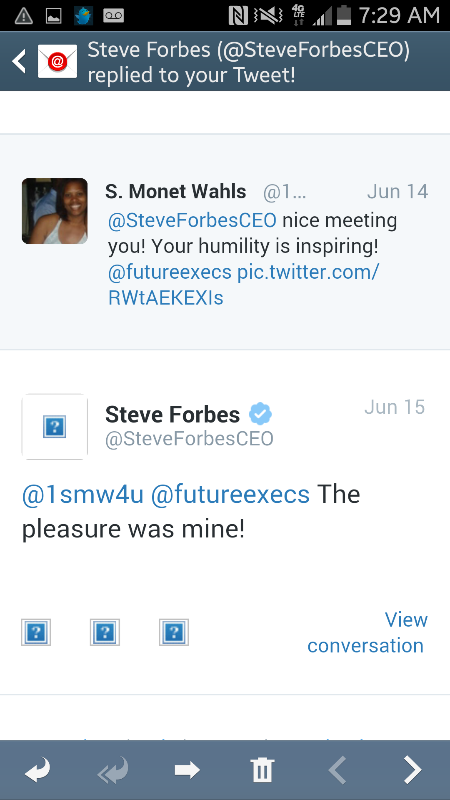 4G
LTE
7:29 AM
Steve Forbes (@SteveForbesCEO)
replied to your Tweet!
S. Monet Wahls @1... Jun 14
@SteveForbesCEO nice meeting
you! Your humility is inspiring!
@futureexecs pic.twitter.com/
RWtAEKEXIs
Steve Forbes Jun 15
@SteveForbesCEO
@1smw4u @futureexecs The
pleasure was mine!
View
conversation